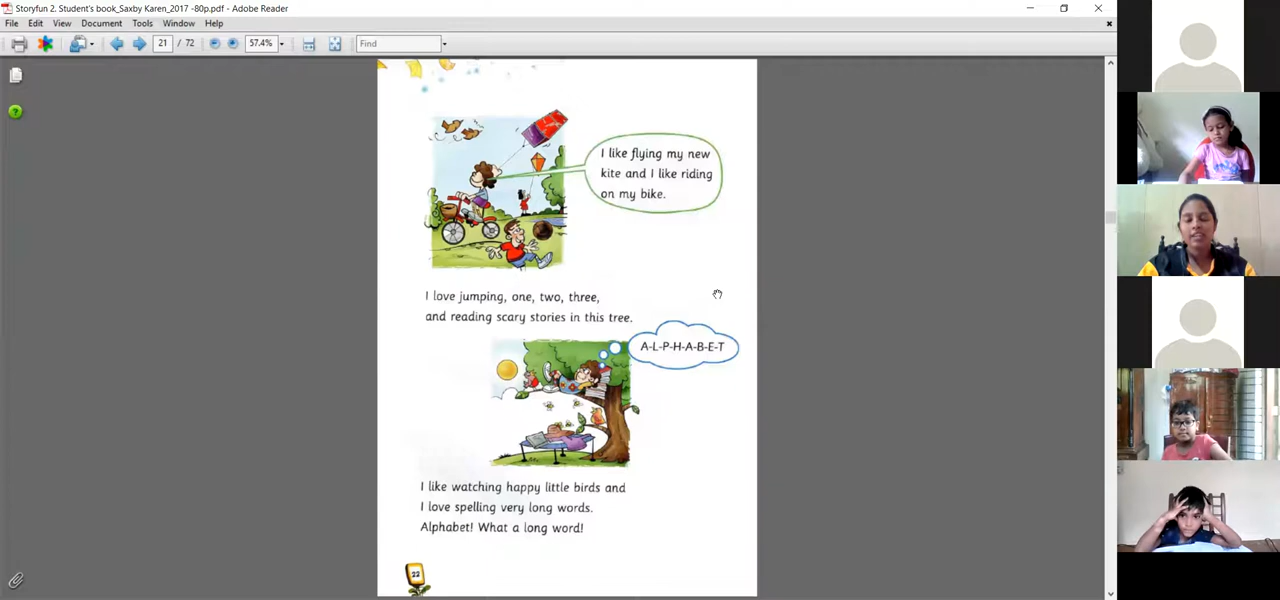 Storyfun 2. Student's book_Saxby Karen_2017 -80p.pdf - Adobe Reader
File Edit View Document Tools Window Help
21 / 72 57.4% Find
I like flying my new
kite and I like riding
on my bike.
I love jumping, one, two, three,
and reading scary stories in this tree.
A-L-P-H-A-B-E-T
I like watching happy little birds and
I love spelling very long words.
Alphabet! What a long word!
22